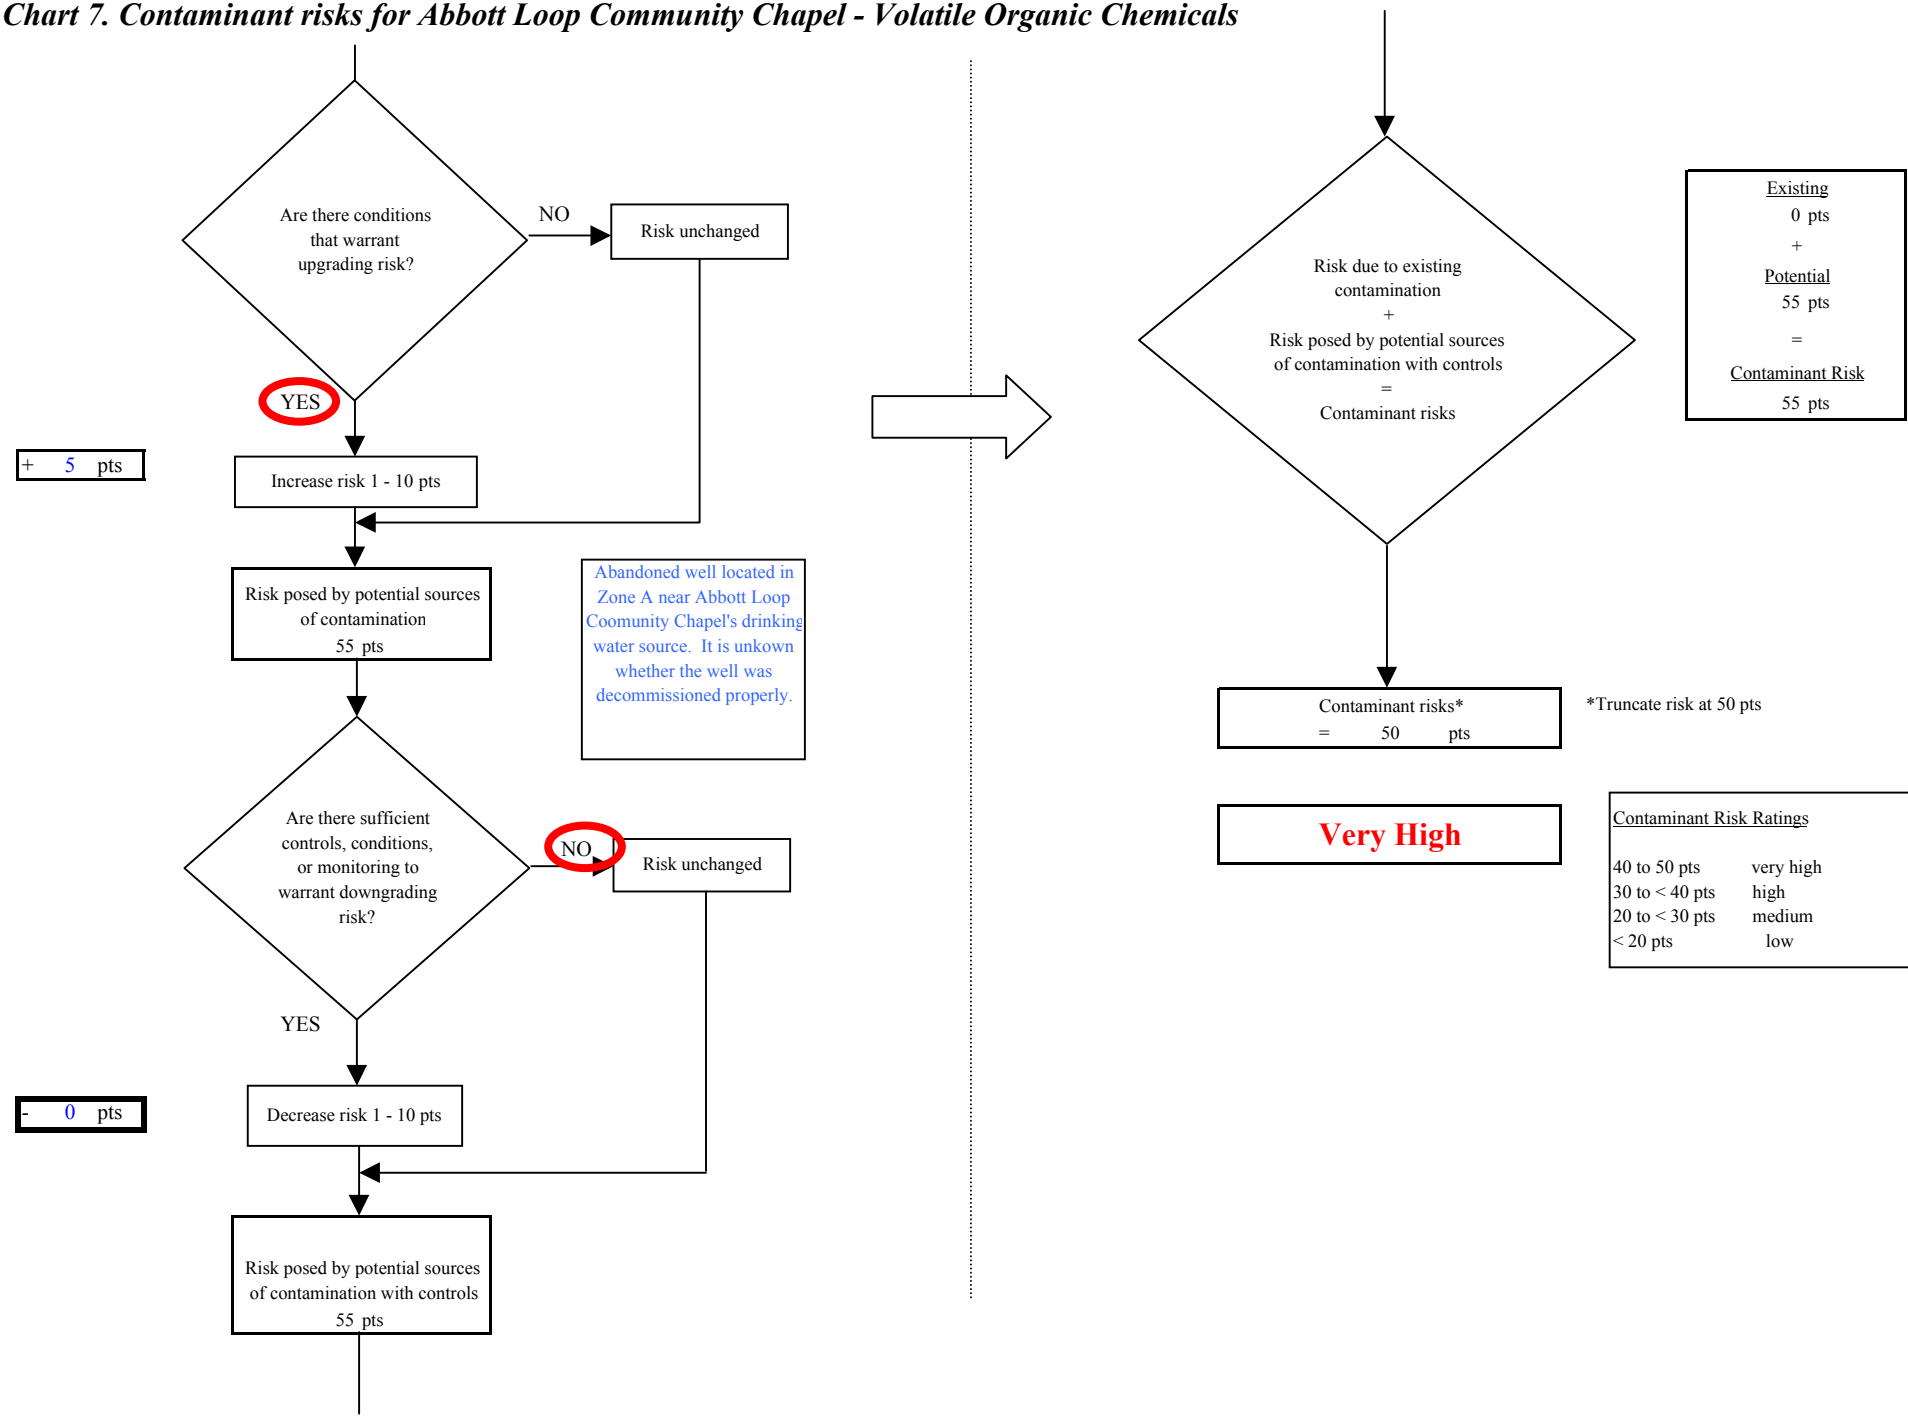 Chart 7. Contaminant risks for Abbott Loop Community Chapel - Volatile Organic Chemicals
Are there conditions
that warrant
upgrading risk?
NO
Risk unchanged
YES
+ 5 pts
Increase risk 1 - 10 pts
Risk posed by potential sources
of contamination
55 pts
Abandoned well located in
Zone A near Abbott Loop
Coomunity Chapel's drinking
water source. It is unkown
whether the well was
decommissioned properly.
Are there sufficient
controls, conditions,
or monitoring to
warrant downgrading
risk?
NO
Risk unchanged
YES
- 0 pts
Decrease risk 1 - 10 pts
Risk posed by potential sources
of contamination with controls
55 pts
Risk due to existing
contamination
+
Risk posed by potential sources
of contamination with controls
=
Contaminant risks
Existing
0 pts
+
Potential
55 pts
=
Contaminant Risk
55 pts
Contaminant risks*
= 50 pts
*Truncate risk at 50 pts
Very High
Contaminant Risk Ratings
40 to 50 pts very high
30 to < 40 pts high
20 to < 30 pts medium
< 20 pts low